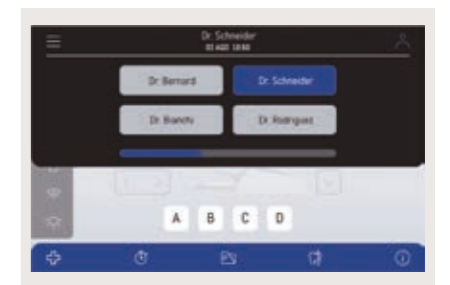 Dr. Schneider
Dr. Bernard
Dr. Schneider
Dr. Bianchi
Dr. Rodriguez
A B C D